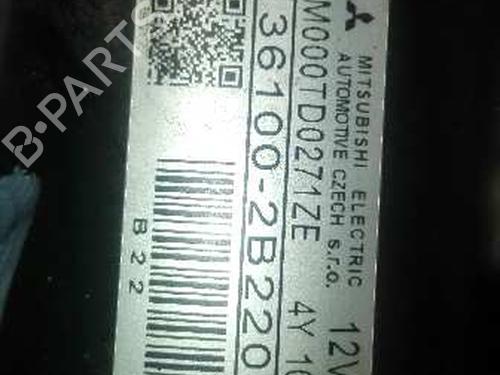 MITSUBISHI ELECTRIC
AUTOMOTIVE CZECH s.r.o.
12V
M000TD0271ZE 4Y
36100-2B220
B22
B-PARTS